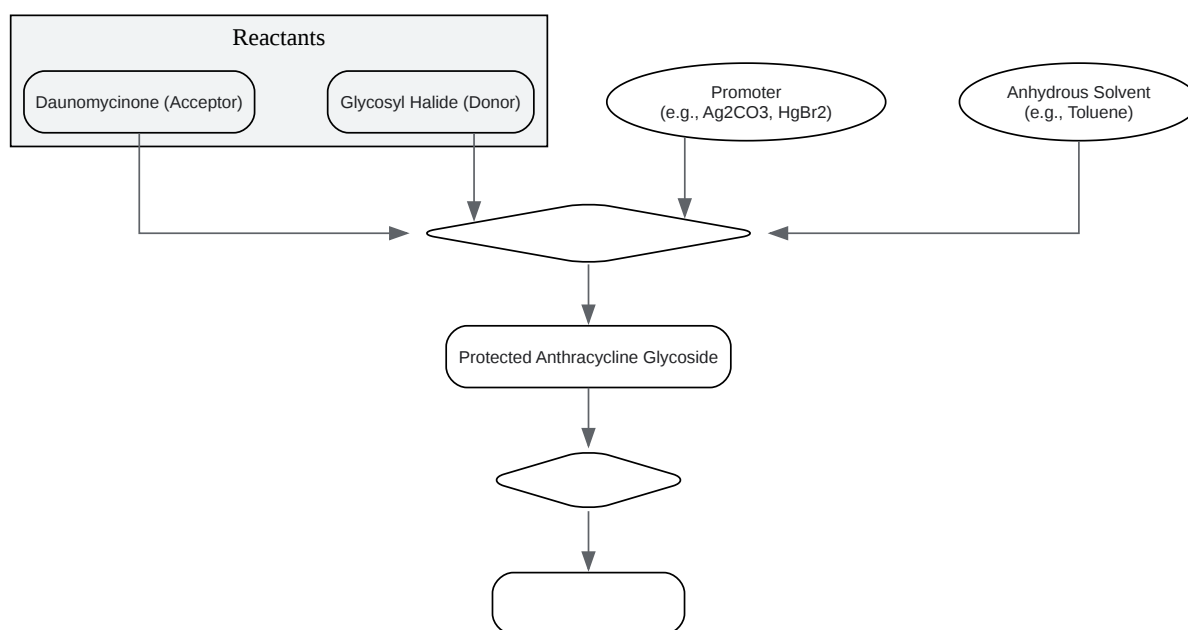 Reactants
Daunomycinone (Acceptor)
Glycosyl Halide (Donor)
Promoter
(e.g., Ag2CO3, HgBr2)
Anhydrous Solvent
(e.g., Toluene)
Protected Anthracycline Glycoside